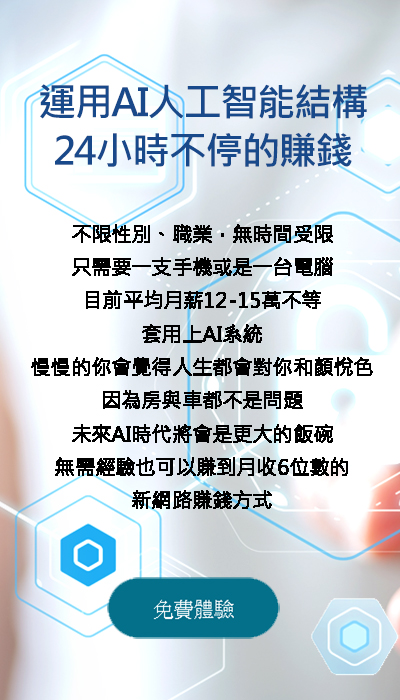 運用AI人工智能結構
24小時不停的賺錢
不限性別、職業，無時間受限
只需要一支手機或是一台電腦
目前平均月薪12-15萬不等
套用上AI系統
慢慢的你會覺得人生都會對你和顏悅色
因為房與車都不是問題
未來AI時代將會是更大的飯碗
無需經驗也可以賺到月收6位數的
新網路賺錢方式
免費體驗